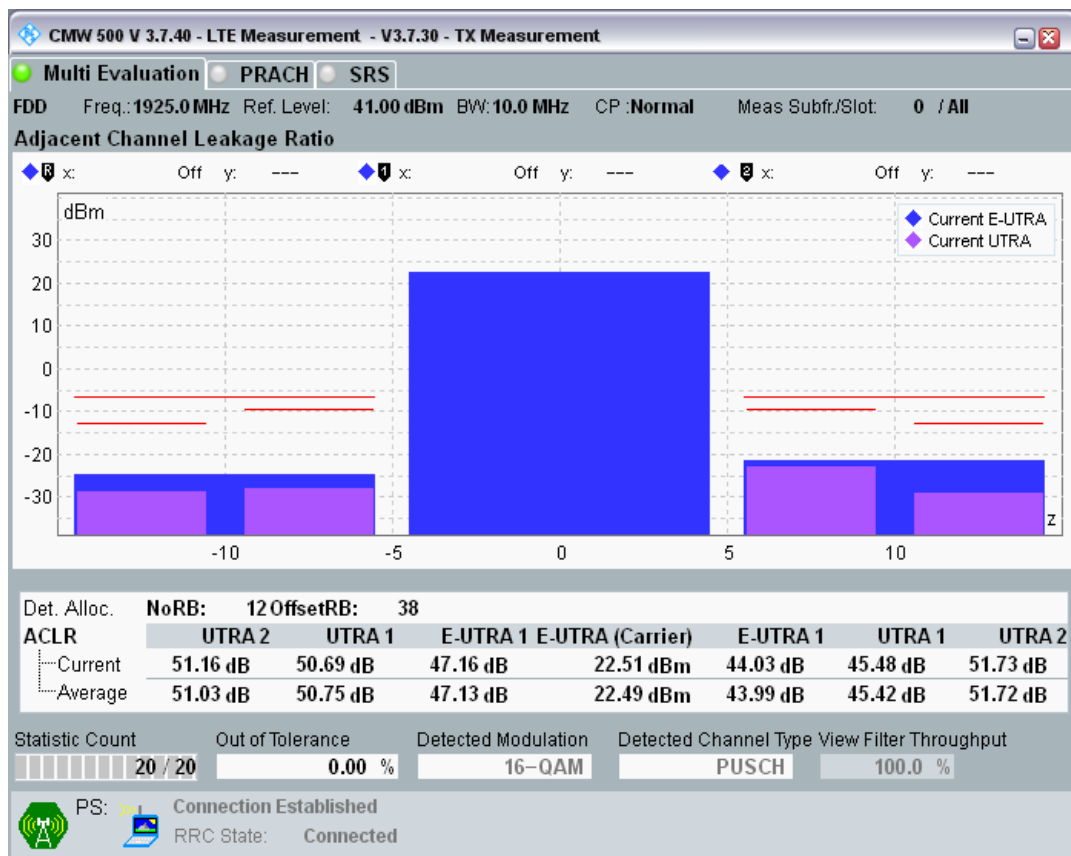 CMW 500 V 3.7.40 - LTE Measurement - V3.7.30 - TX Measurement
Multi Evaluation PRACH SRS
FDD Freq.: 1925.0 MHz Ref. Level: 41.00 dBm BW: 10.0 MHz CP :Normal Meas Subfr./Slot: 0 / All
Adjacent Channel Leakage Ratio
R x: Off y: --- 1 x: Off y: --- 2 x: Off y: ---
dBm
Current E-UTRA
Current UTRA
30
20
10
0
-10
-20
-30
z
-10 -5 0 5 10
Det. Alloc. NoRB: 12 OffsetRB: 38
ACLR UTRA 2 UTRA 1 E-UTRA 1 E-UTRA (Carrier) E-UTRA 1 UTRA 1 UTRA 2
Current 51.16 dB 50.69 dB 47.16 dB 22.51 dBm 44.03 dB 45.48 dB 51.73 dB
Average 51.03 dB 50.75 dB 47.13 dB 22.49 dBm 43.99 dB 45.42 dB 51.72 dB
Statistic Count Out of Tolerance Detected Modulation Detected Channel Type View Filter Throughput
20 / 20 0.00 % 16-QAM PUSCH 100.0 %
PS: Connection Established
RRC State: Connected